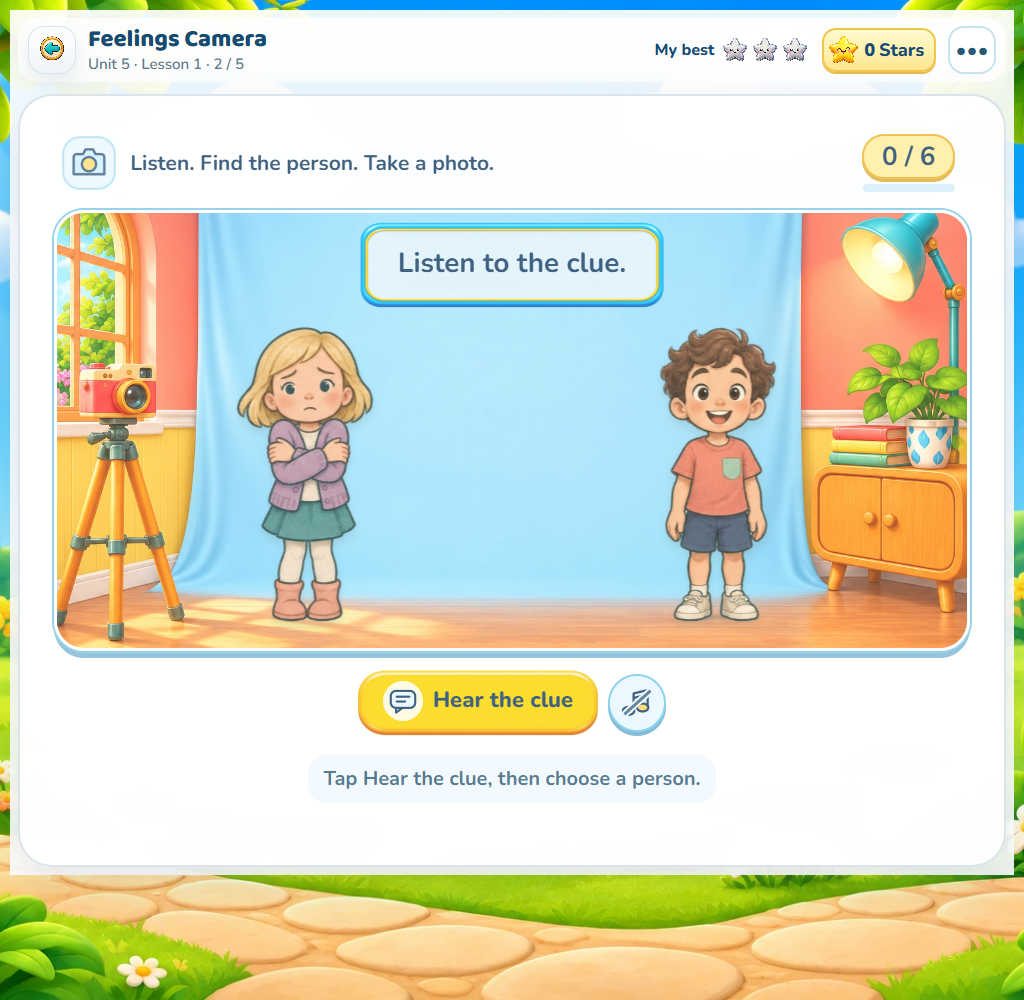 Feelings Camera
Unit 5 · Lesson 1 · 2 / 5
My best
0 Stars
Listen. Find the person. Take a photo.
0 / 6
Listen to the clue.
Hear the clue
Tap Hear the clue, then choose a person.